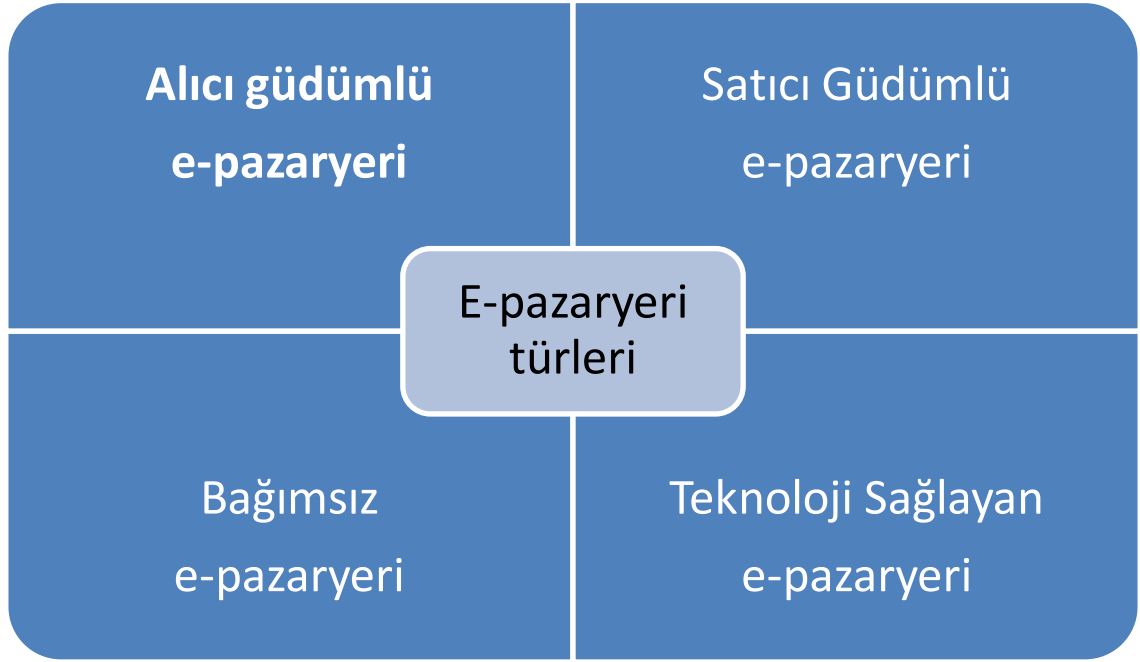 Alıcı güdümlü
e-pazaryeri
Satıcı Güdümlü
e-pazaryeri
E-pazaryeri
türleri
Bağımsız
e-pazaryeri
Teknoloji Sağlayan
e-pazaryeri